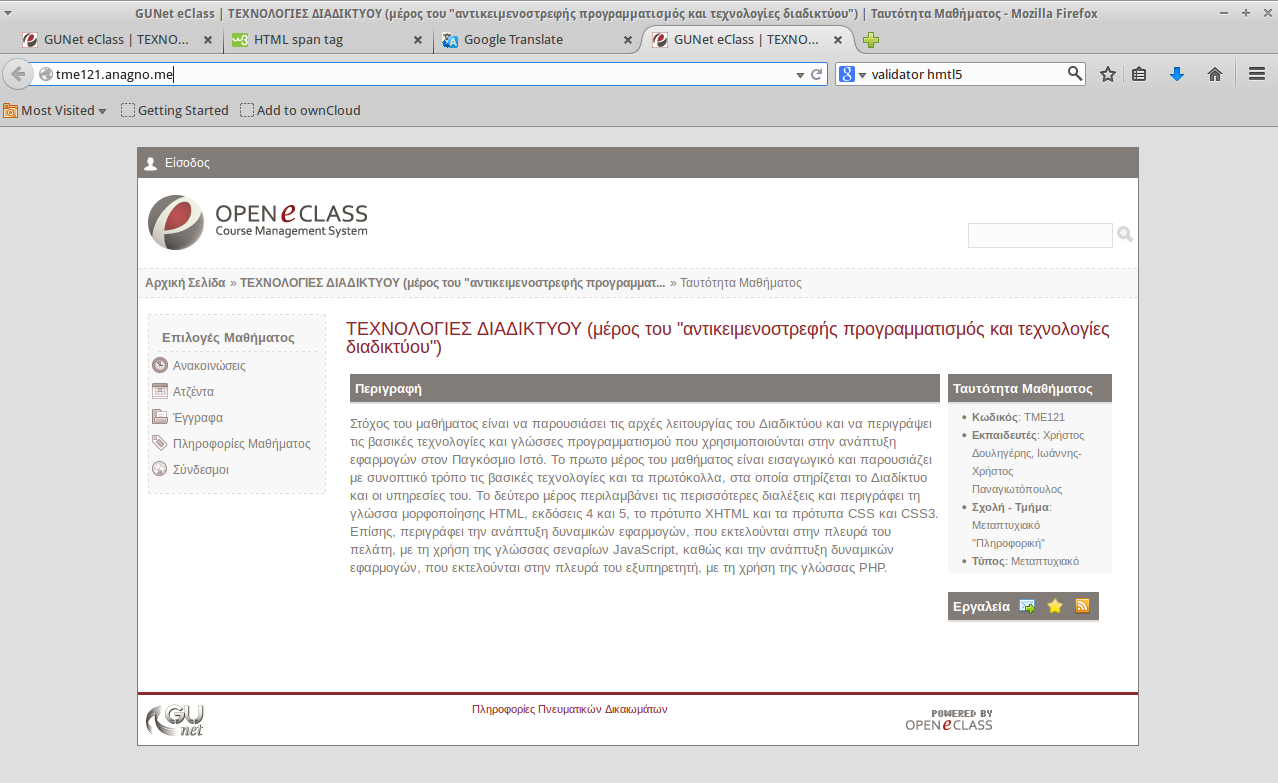 GUNet eClass | ΤΕΧΝΟΛΟΓΙΕΣ ΔΙΑΔΙΚΤΥΟΥ (μέρος του "αντικειμενοστρεφής προγραμματισμός και τεχνολογίες διαδικτύου") | Ταυτότητα Μαθήματος - Mozilla Firefox
GUNet eClass | ΤΕΧΝΟ...
HTML span tag
Google Translate
GUNet eClass | ΤΕΧΝΟ...
tme121.anagno.me
validator hmtl5
Most Visited
Getting Started
Add to ownCloud
Είσοδος
OPEN eCLASS
Course Management System
Αρχική Σελίδα » ΤΕΧΝΟΛΟΓΙΕΣ ΔΙΑΔΙΚΤΥΟΥ (μέρος του "αντικειμενοστρεφής προγραμματ... » Ταυτότητα Μαθήματος
Επιλογές Μαθήματος
Ανακοινώσεις
Ατζέντα
Έγγραφα
Πληροφορίες Μαθήματος
Σύνδεσμοι
ΤΕΧΝΟΛΟΓΙΕΣ ΔΙΑΔΙΚΤΥΟΥ (μέρος του "αντικειμενοστρεφής προγραμματισμός και τεχνολογίες
διαδικτύου")
Περιγραφή
Στόχος του μαθήματος είναι να παρουσιάσει τις αρχές λειτουργίας του Διαδικτύου και να περιγράψει
τις βασικές τεχνολογίες και γλώσσες προγραμματισμού που χρησιμοποιούνται στην ανάπτυξη
εφαρμογών στον Παγκόσμιο Ιστό. Το πρωτο μέρος του μαθήματος είναι εισαγωγικό και παρουσιάζει
με συνοπτικό τρόπο τις βασικές τεχνολογίες και τα πρωτόκολλα, στα οποία στηρίζεται το Διαδίκτυο
και οι υπηρεσίες του. Το δεύτερο μέρος περιλαμβάνει τις περισσότερες διαλέξεις και περιγράφει τη
γλώσσα μορφοποίησης HTML, εκδόσεις 4 και 5, το πρότυπο XHTML και τα πρότυπα CSS και CSS3.
Επίσης, περιγράφει την ανάπτυξη δυναμικών εφαρμογών, που εκτελούνται στην πλευρά του
πελάτη, με τη χρήση της γλώσσας σεναρίων JavaScript, καθώς και την ανάπτυξη δυναμικών
εφαρμογών, που εκτελούνται στην πλευρά του εξυπηρετητή, με τη χρήση της γλώσσας PHP.
Ταυτότητα Μαθήματος
Κωδικός: TME121
Εκπαιδευτές: Χρήστος
Δουληγέρης, Ιωάννης-
Χρήστος
Παναγιωτόπουλος
Σχολή - Τμήμα:
Μεταπτυχιακό
"Πληροφορική"
Τύπος: Μεταπτυχιακό
Εργαλεία
GU net
Πληροφορίες Πνευματικών Δικαιωμάτων
POWERED BY
OPEN eCLASS